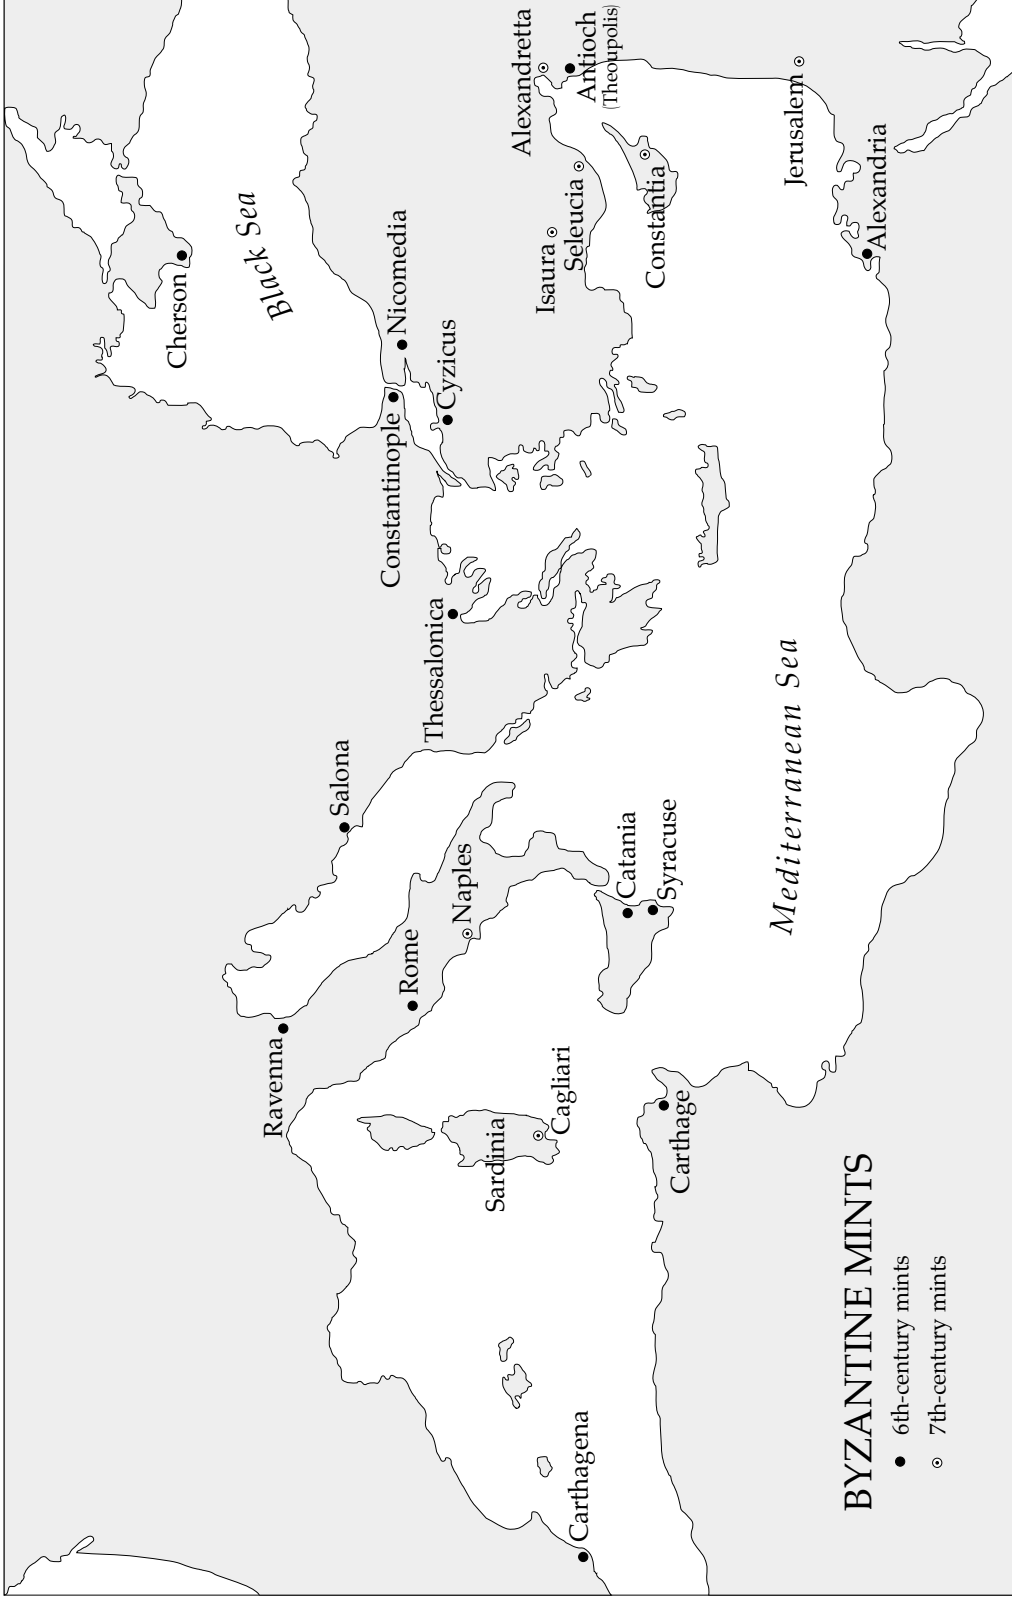 Cherson
Black Sea
Ravenna
Salona
Constantinople
Nicomedia
Rome
Thessalonica
Cyzicus
Naples
Sardinia
Alexandretta
Isaura
Seleucia
Antioch
(Theoupolis)
Cagliari
Carthagena
Catania
Syracuse
Constantia
Carthage
Mediterranean Sea
Jerusalem
Alexandria
BYZANTINE MINTS
6th-century mints
7th-century mints